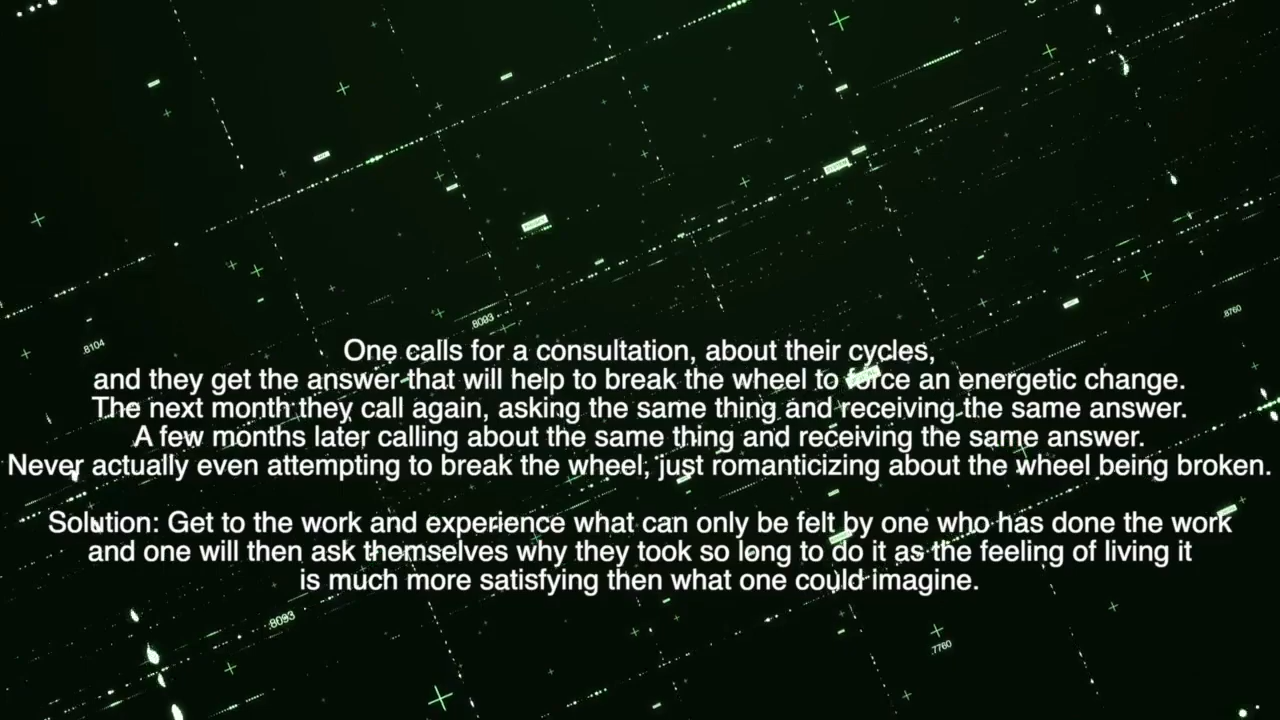 .8093
.8104
.8760
One calls for a consultation, about their cycles,
and they get the answer that will help to break the wheel to force an energetic change.
The next month they call again, asking the same thing and receiving the same answer.
A few months later calling about the same thing and receiving the same answer.
Never actually even attempting to break the wheel, just romanticizing about the wheel being broken.
Solution: Get to the work and experience what can only be felt by one who has done the work
and one will then ask themselves why they took so long to do it as the feeling of living it
is much more satisfying then what one could imagine.
.8093
.7760